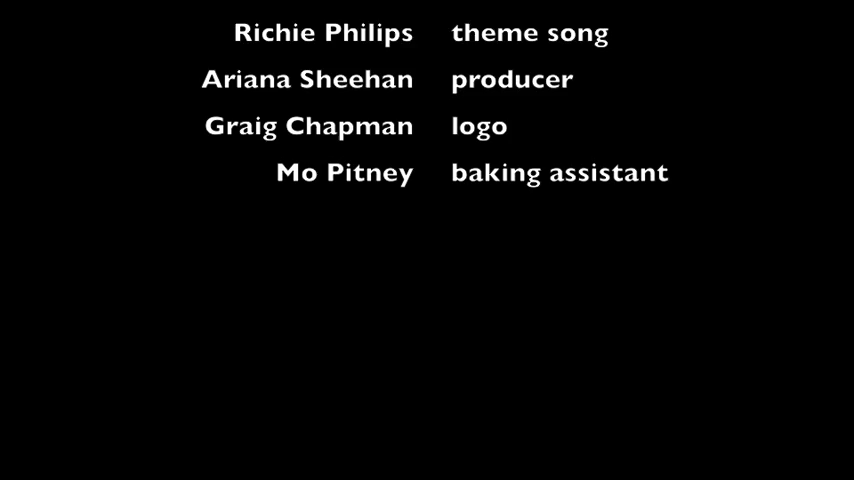 Richie Philips theme song
Ariana Sheehan producer
Graig Chapman logo
Mo Pitney baking assistant